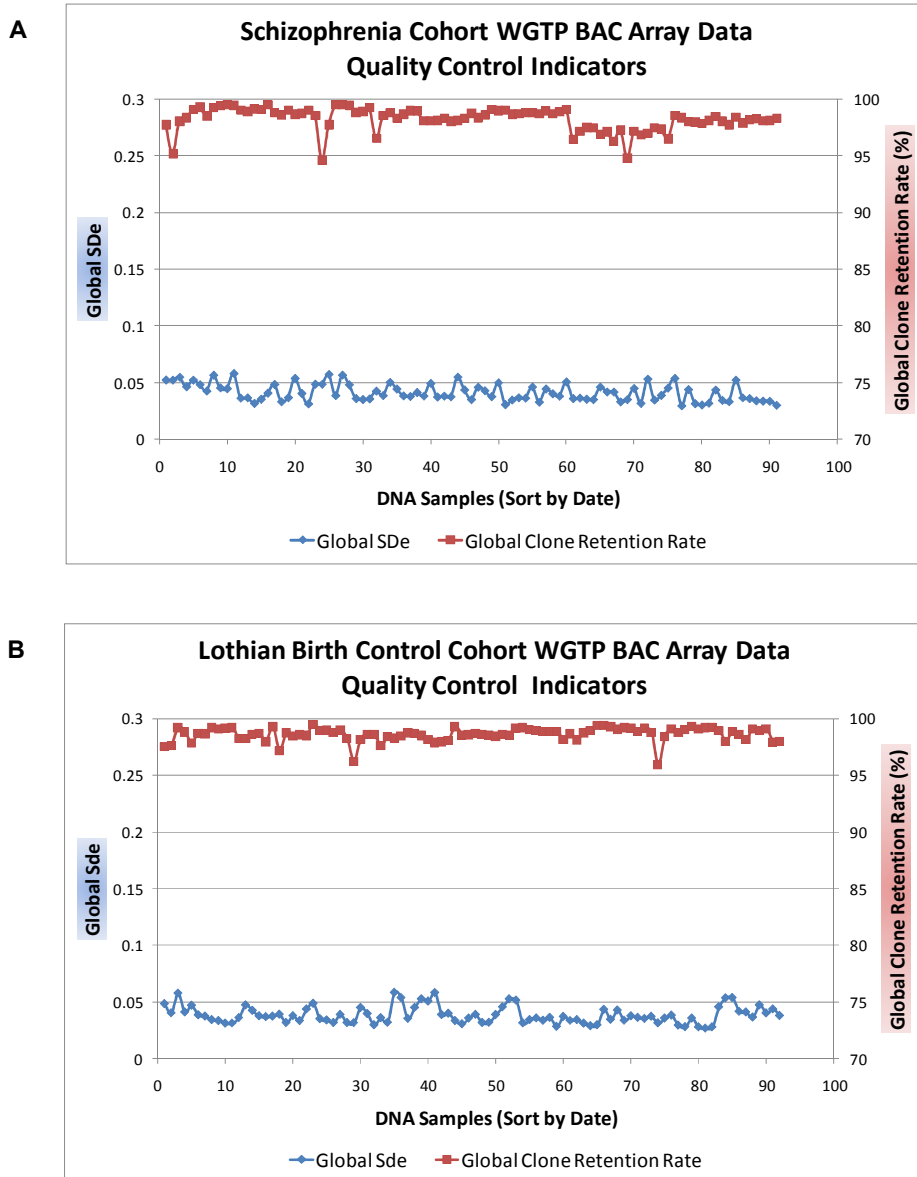 A
Schizophrenia Cohort WGTP BAC Array Data
Quality Control Indicators
0.3
0.25
0.2
0.15
0.1
0.05
0
Global SDe
100
95
90
85
80
75
70
Global Clone Retention Rate (%)
0 10 20 30 40 50 60 70 80 90 100
DNA Samples (Sort by Date)
Global SDe Global Clone Retention Rate
B
Lothian Birth Control Cohort WGTP BAC Array Data
Quality Control Indicators
0.3
0.25
0.2
0.15
0.1
0.05
0
Global Sde
100
95
90
85
80
75
70
Global Clone Retention Rate (%)
0 10 20 30 40 50 60 70 80 90 100
DNA Samples (Sort by Date)
Global Sde Global Clone Retention Rate